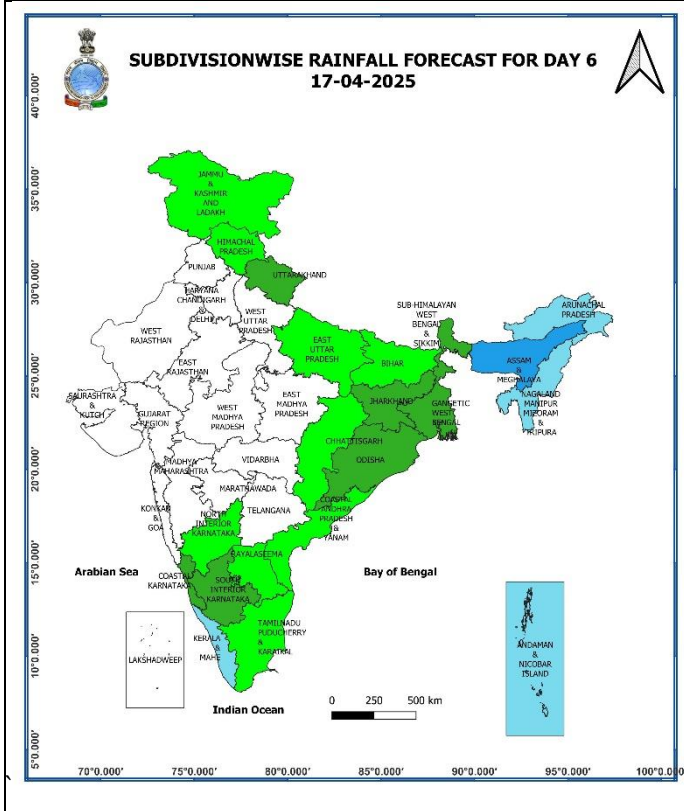 SUBDIVISIONWISE RAINFALL FORECAST FOR DAY 6
17-04-2025
40°0.000'
35°0.000'
30°0.000'
25°0.000'
20°0.000'
15°0.000'
10°0.000'
5°0.000'
JAMMU
&
KASHMIR
AND
LADAKH
HIMACHAL
PRADESH
PUNJAB
UTTARAKHAND
HARYANA
CHANDIGARH
&
DELHI
WEST
UTTAR
PRADESH
WEST
RAJASTHAN
EAST
RAJASTHAN
EAST
UTTAR
PRADESH
BIHAR
SUB-HIMALAYAN
WEST
BENGAL
&
SIKKIM
ARUNACHAL
PRADESH
ASSAM
&
MEGHALAYA
NAGALAND
MANIPUR
MIZORAM
&
TRIPURA
SAURASHTRA
&
KUTCH
GUJARAT
REGION
WEST
MADHYA
PRADESH
EAST
MADHYA
PRADESH
JHARKHAND
GANGETIC
WEST
BENGAL
CHHATTISGARH
ODISHA
MADHYA
MAHARASHTRA
VIDARBHA
MARATHAWADA
KONKAN
&
GOA
NORTH
INTERIOR
KARNATAKA
TELANGANA
COASTAL
ANDHRA
PRADESH
&
YANAM
RAYALASEEMA
Arabian Sea
Bay of Bengal
COASTAL
KARNATAKA
SOUTH
INTERIOR
KARNATAKA
LAKSHADWEEP
KERALA
&
MAHE
TAMILNADU
PUDUCHERRY
&
KARAIKAL
ANDAMAN
&
NICOBAR
ISLAND
Indian Ocean
0 250 500 km
70°0.000' 75°0.000' 80°0.000' 85°0.000' 90°0.000' 95°0.000' 100°0.000'